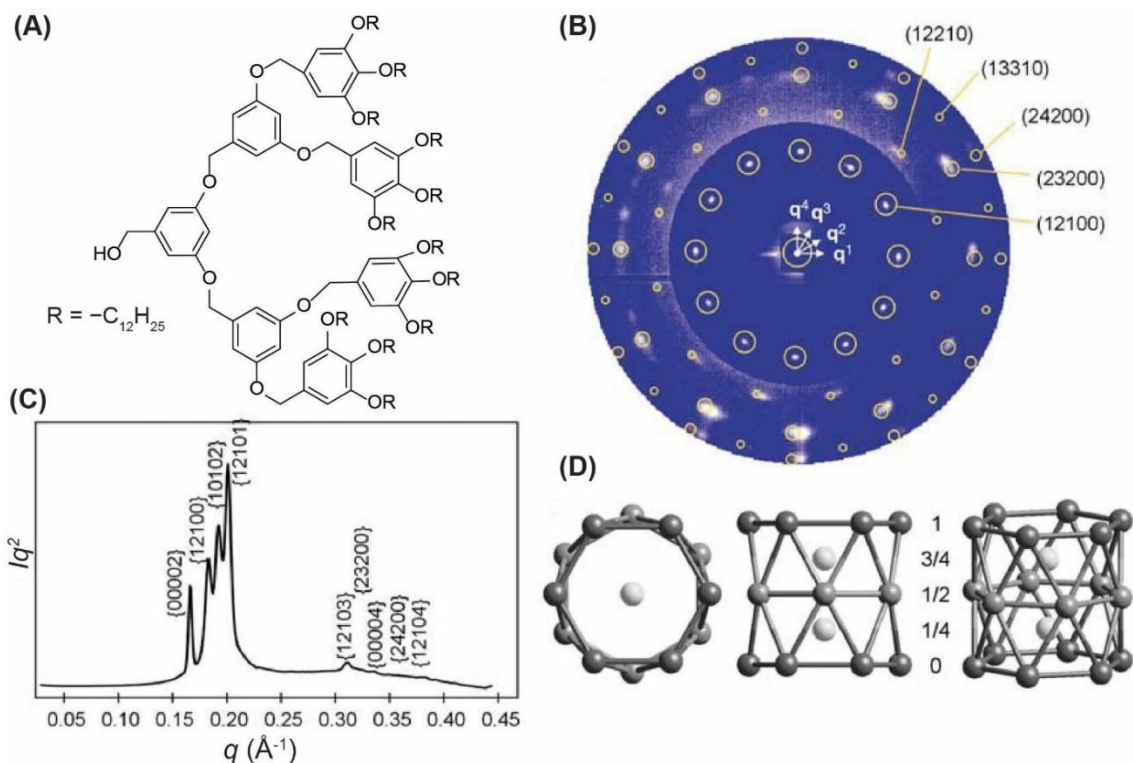 (A)
OR
OR
OR
O
O
OR
OR
OR
O
O
HO
O
O
OR
OR
OR
R = −C12H25
O
O
OR
OR
OR
(B)
(12210)
(13310)
(24200)
(23200)
(12100)
q4 q3
q2
q1
(C)
Iq2
{00002}
{12100}
{10102}
{12101}
{12103}
{23200}
{00004}
{24200}
{12104}
0.05 0.10 0.15 0.20 0.25 0.30 0.35 0.40 0.45
q (Å-1)
(D)
1
3/4
1/2
1/4
0